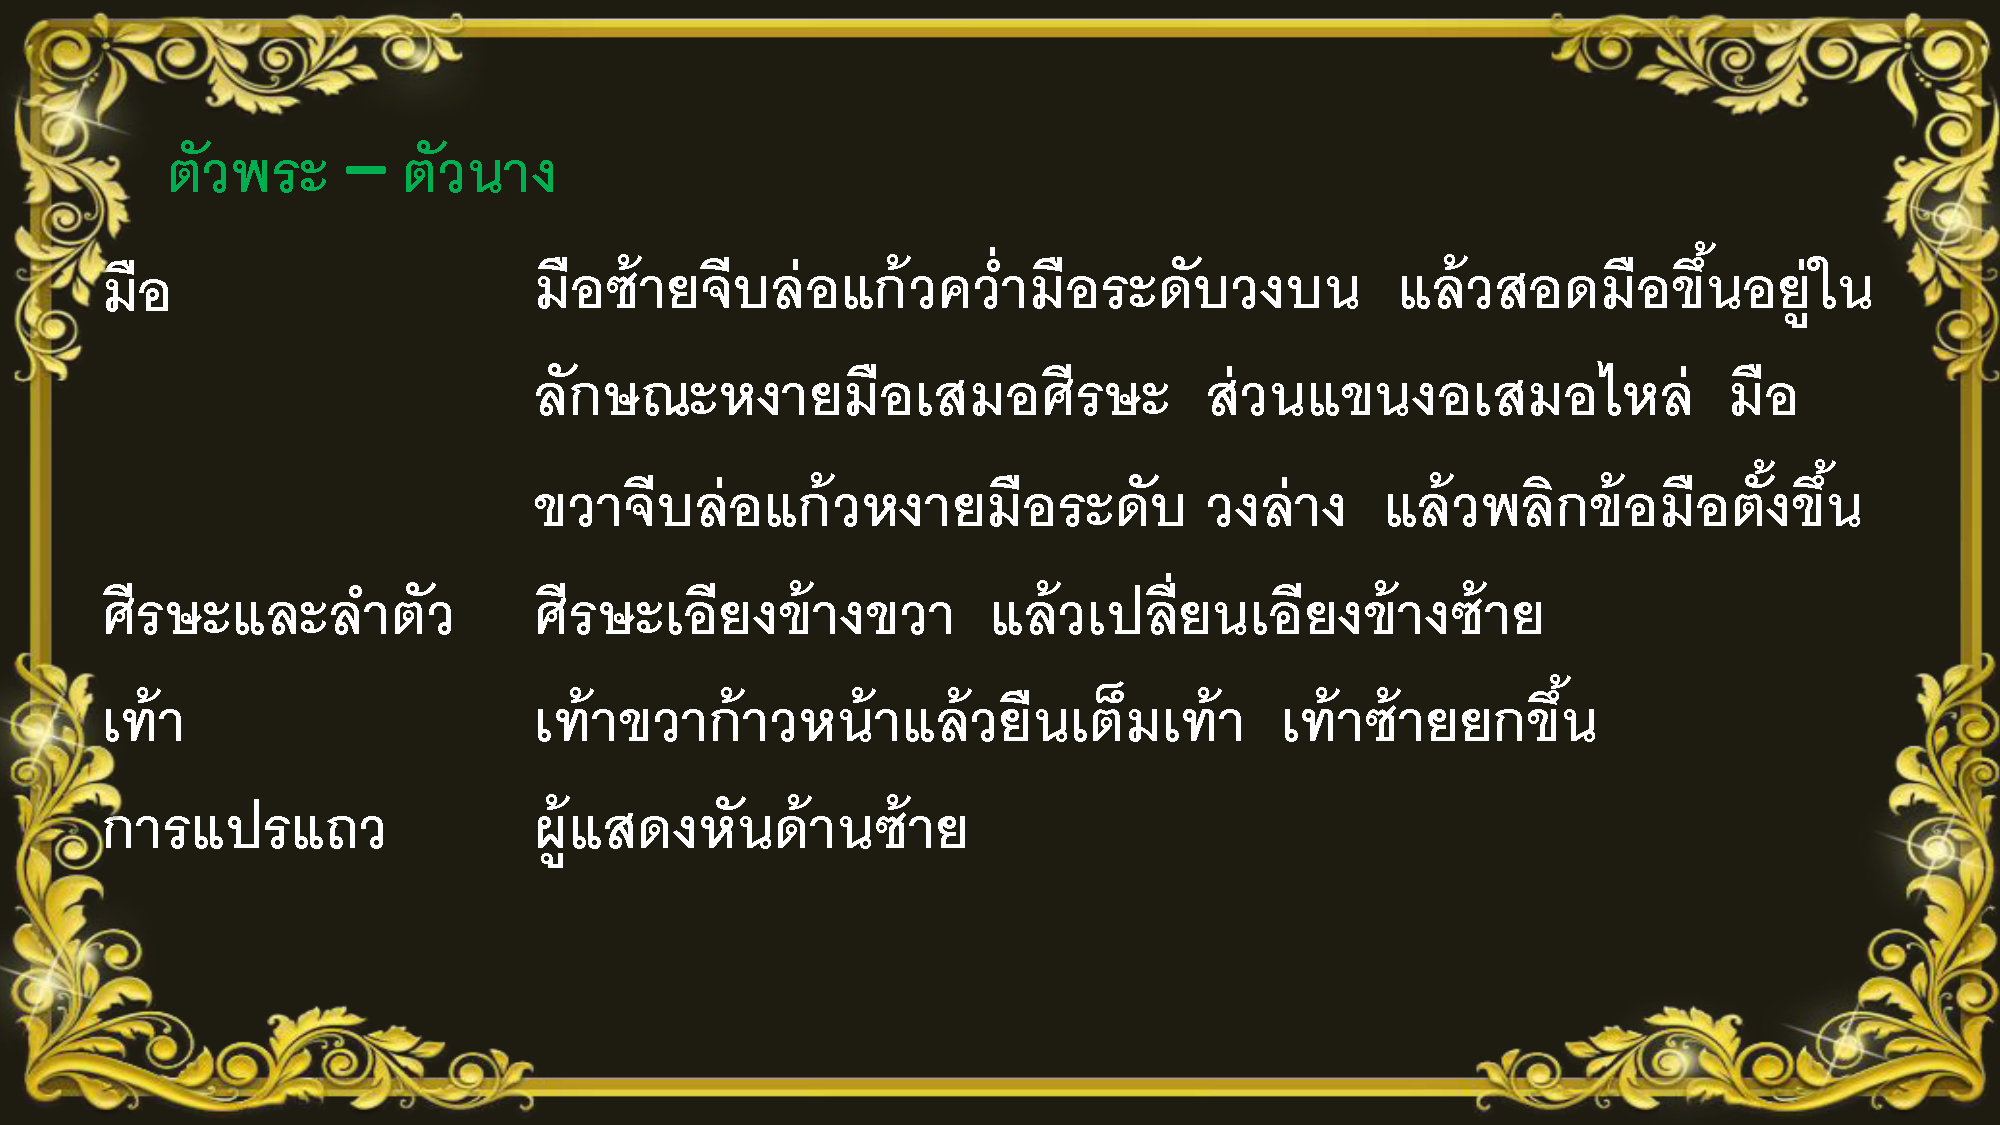 ตัวพระ – ตัวนาง
มือ มือซ้ายจีบล่อแก้วคว่ำมือระดับวงบน แล้วสอดมือขึ้นอยู่ใน
ลักษณะหงายมือเสมอศีรษะ ส่วนแขนงอเสมอไหล่ มือ
ขวาจีบล่อแก้วหงายมือระดับ วงล่าง แล้วพลิกข้อมือตั้งขึ้น
ศีรษะและลำตัว ศีรษะเอียงข้างขวา แล้วเปลี่ยนเอียงข้างซ้าย
เท้า เท้าขวาก้าวหน้าแล้วยืนเต็มเท้า เท้าซ้ายยกขึ้น
การแปรแถว ผู้แสดงหันด้านซ้าย